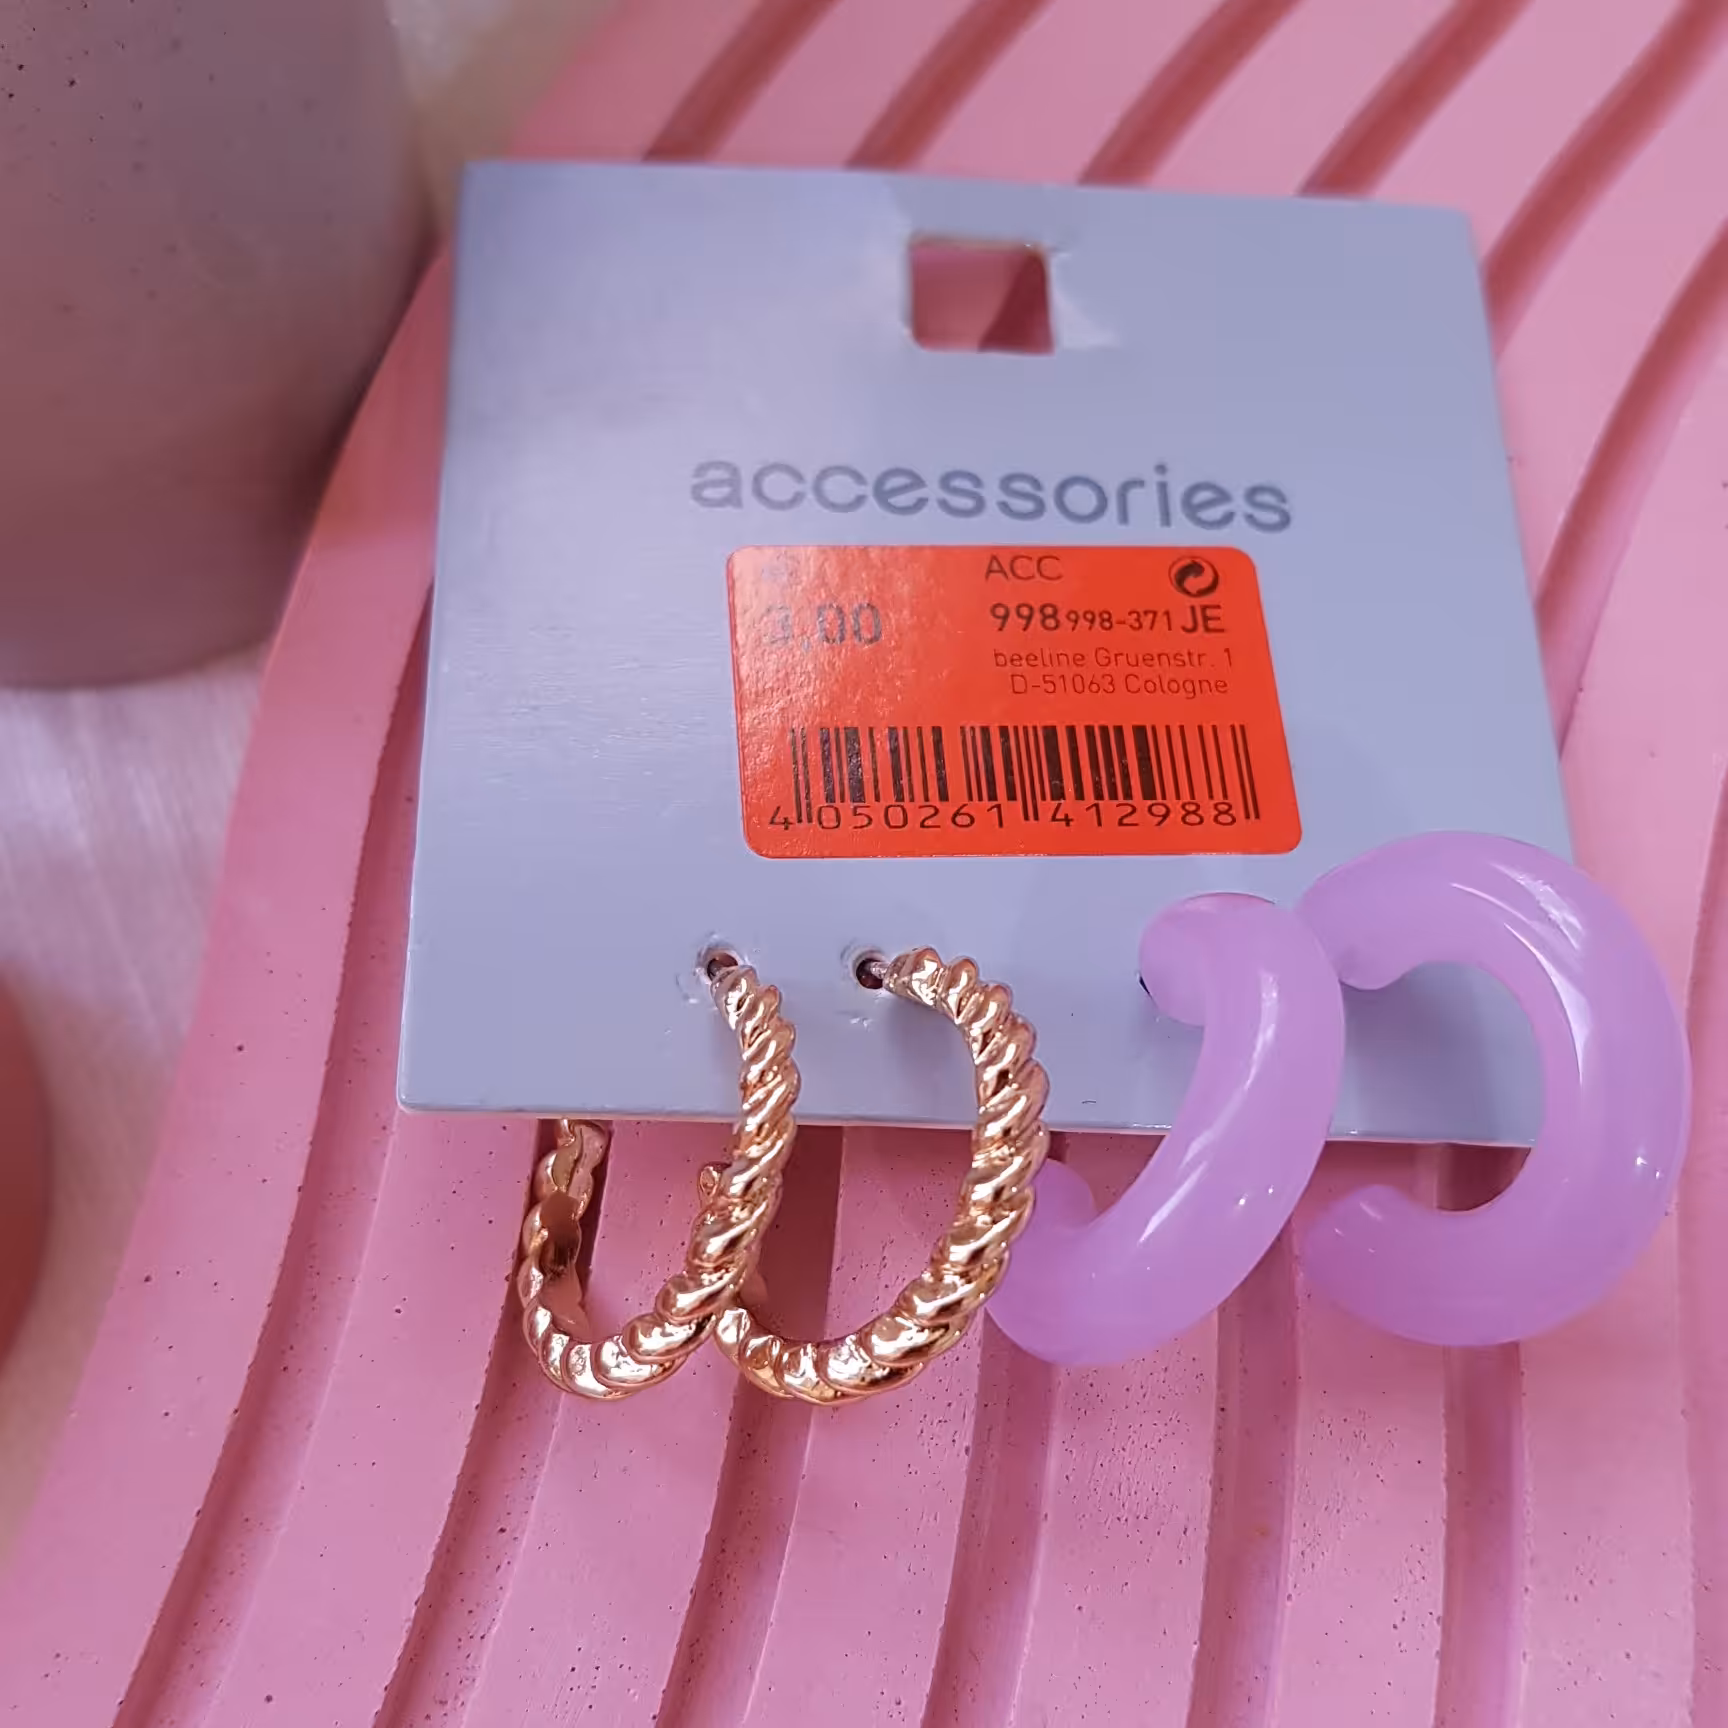 accessories
ACC
3,00 998 998-371 JE
beeline Gruenstr. 1
D-51063 Cologne
4 050261 412988